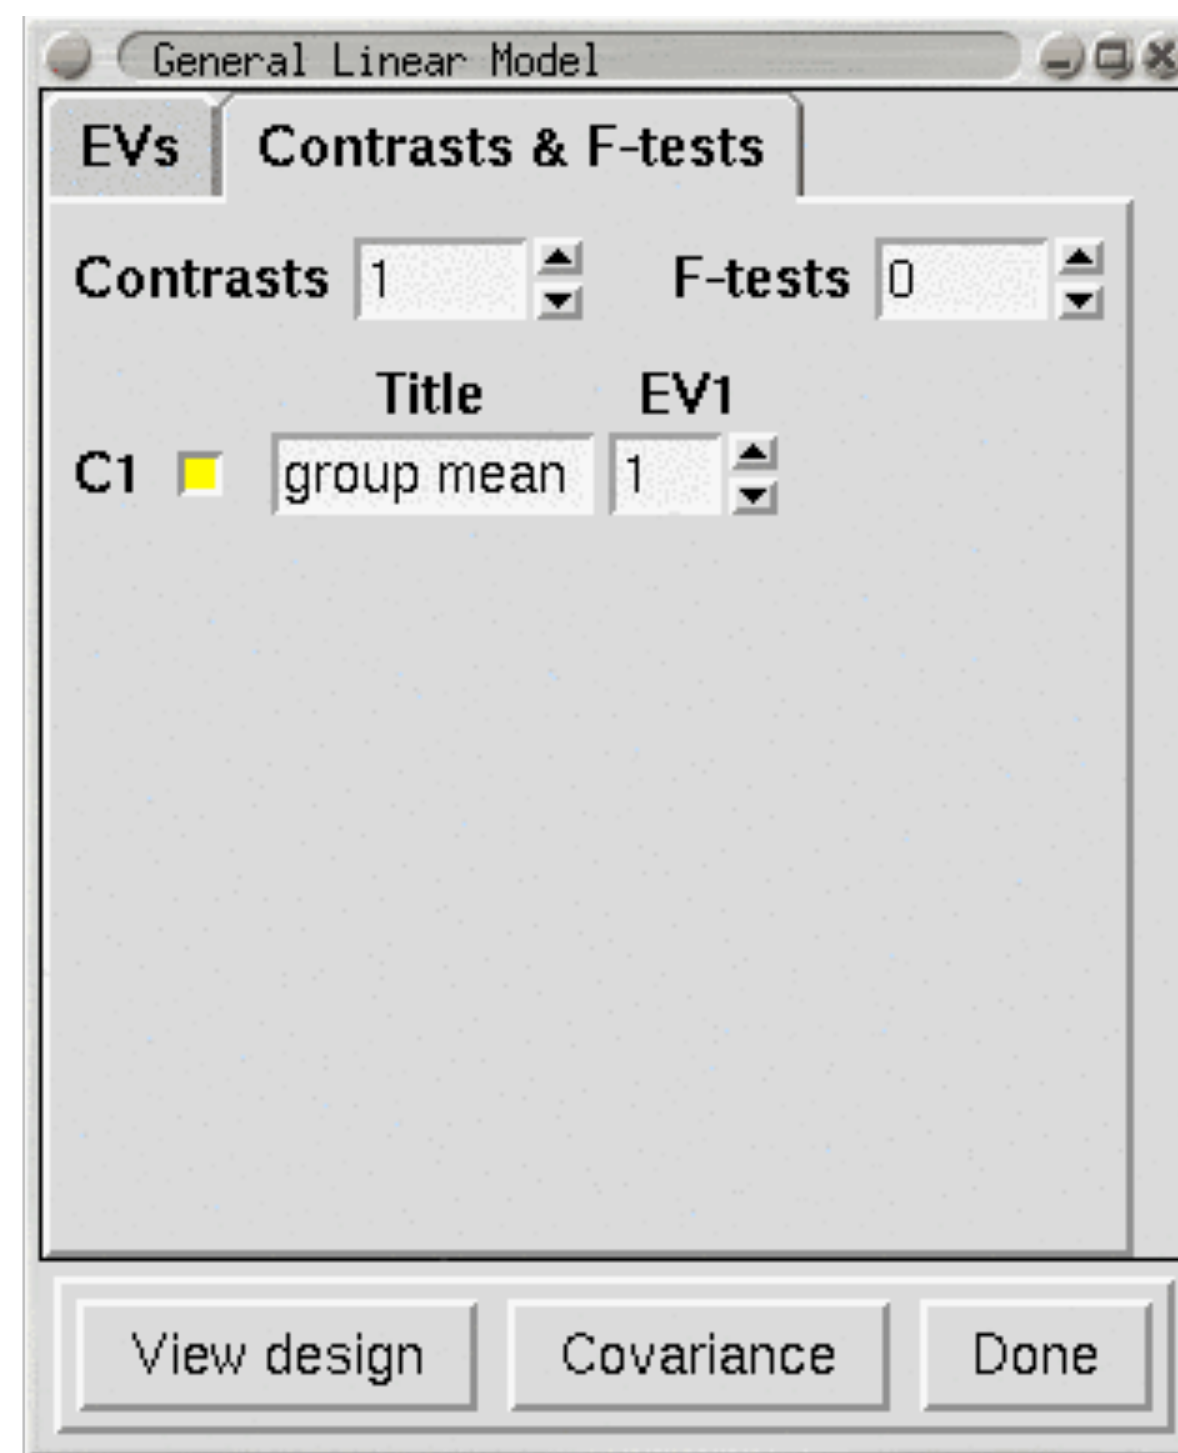 General Linear Model
EVs Contrasts & F-tests
Contrasts 1 F-tests 0
Title EV1
C1 group mean 1
View design Covariance Done